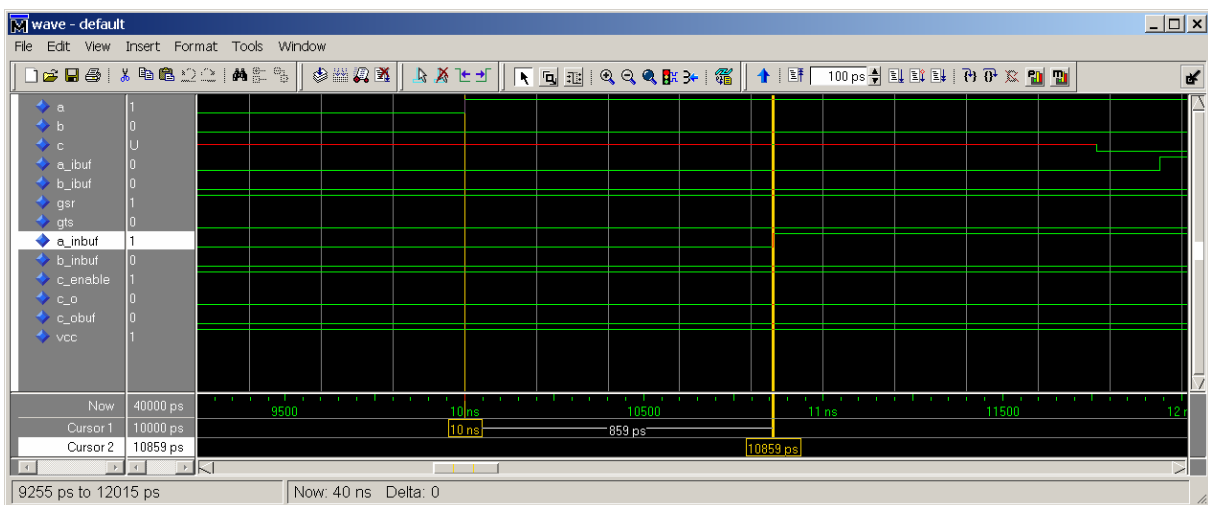 wave - default
File Edit View Insert Format Tools Window
100 ps
a 1
b 0
c U
a_ibuf 0
b_ibuf 0
gsr 1
gts 0
a_inbuf 1
b_inbuf 0
c_enable 1
c_o 0
c_obuf 0
vcc 1
Now 40000 ps 9500 10 ns 10500 11 ns 11500 12 n
Cursor 1 10000 ps 10 ns 859 ps
Cursor 2 10859 ps 10859 ps
9255 ps to 12015 ps Now: 40 ns Delta: 0